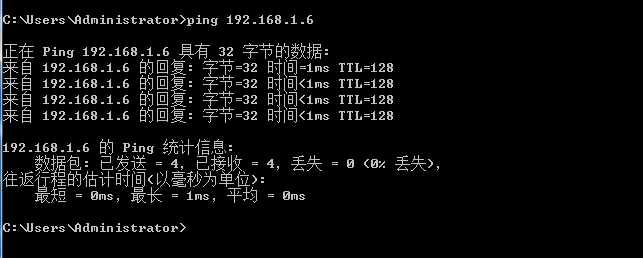 C:\Users\Administrator>ping 192.168.1.6
正在 Ping 192.168.1.6 具有 32 字节的数据:
来自 192.168.1.6 的回复: 字节=32 时间=1ms TTL=128
来自 192.168.1.6 的回复: 字节=32 时间<1ms TTL=128
来自 192.168.1.6 的回复: 字节=32 时间<1ms TTL=128
来自 192.168.1.6 的回复: 字节=32 时间<1ms TTL=128
192.168.1.6 的 Ping 统计信息:
数据包: 已发送 = 4, 已接收 = 4, 丢失 = 0 (0% 丢失),
往返行程的估计时间(以毫秒为单位):
最短 = 0ms, 最长 = 1ms, 平均 = 0ms
C:\Users\Administrator>